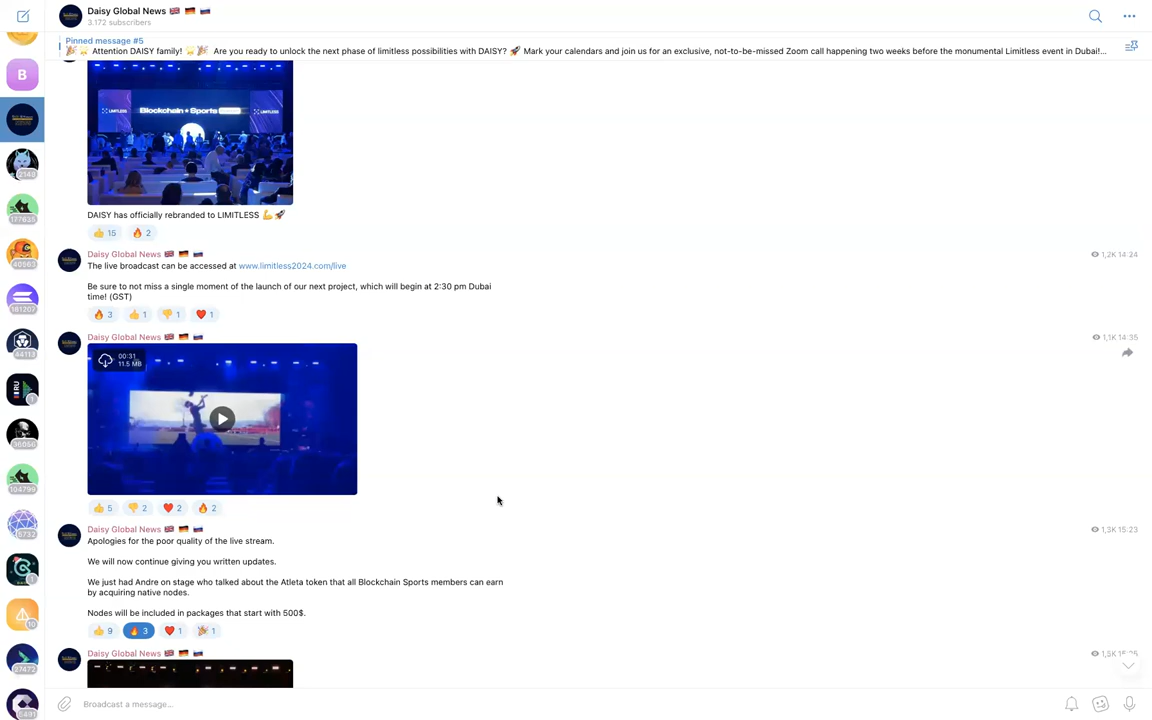 Daisy Global News
3.172 subscribers
Pinned message #5
Attention DAISY family! Are you ready to unlock the next phase of limitless possibilities with DAISY? 🚀 Mark your calendars and join us for an exclusive, not-to-be-missed Zoom call happening two weeks before the monumental Limitless event in Dubai!...
B
LIMITLESS
Blockchain Sports
LIMITLESS
DAISY has officially rebranded to LIMITLESS 💪🚀
👍 15 🔥 2
Daisy Global News
1,2K 14:24
The live broadcast can be accessed at www.limitless2024.com/live
Be sure to not miss a single moment of the launch of our next project, which will begin at 2:30 pm Dubai
time! (GST)
🔥 3 👍 1 👎 1 ❤️ 1
Daisy Global News
1,1K 14:35
00:31
11.5 MB
👍 5 👎 2 ❤️ 2 🔥 2
Daisy Global News
1,3K 15:23
Apologies for the poor quality of the live stream.
We will now continue giving you written updates.
We just had Andre on stage who talked about the Atleta token that all Blockchain Sports members can earn
by acquiring native nodes.
Nodes will be included in packages that start with 500$.
👍 9 🔥 3 ❤️ 1 🎉 1
Daisy Global News
Broadcast a message...